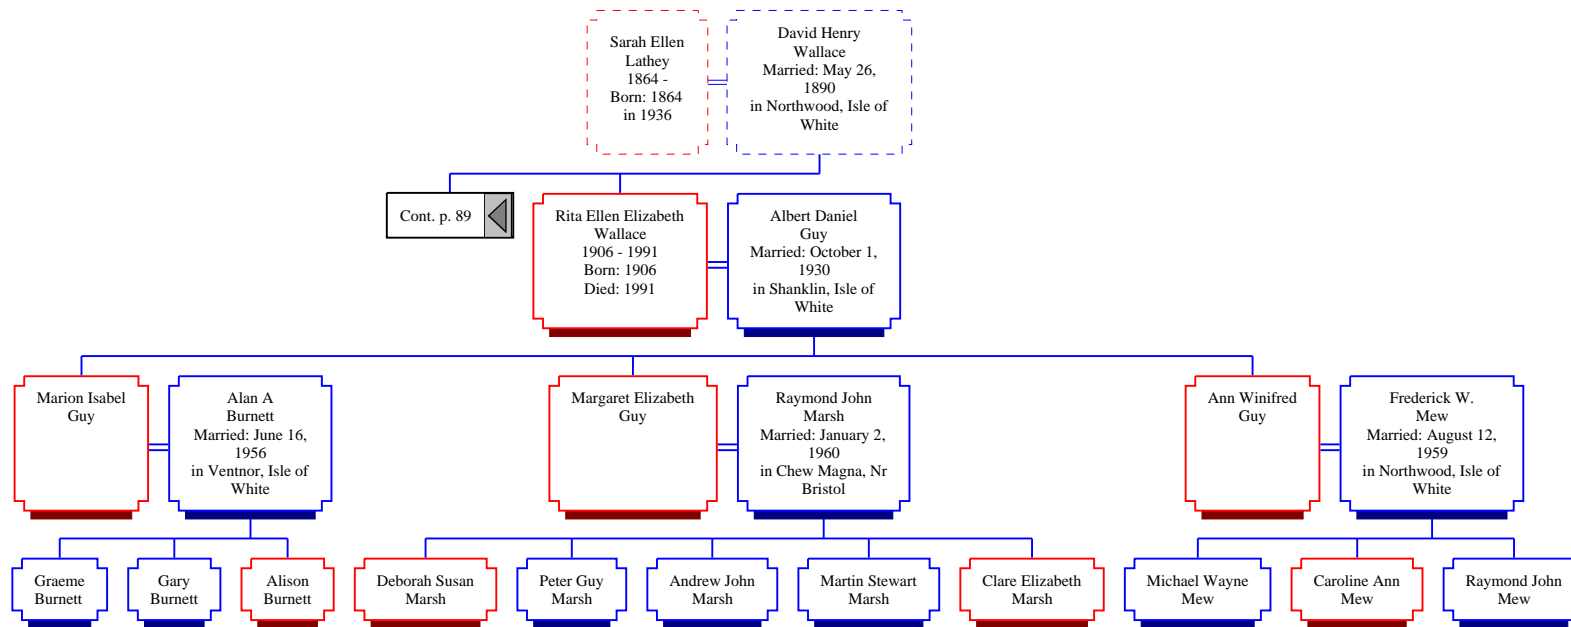 Sarah Ellen
Lathey
1864 -
Born: 1864
in 1936
David Henry
Wallace
Married: May 26,
1890
in Northwood, Isle of
White
Cont. p. 89
Rita Ellen Elizabeth
Wallace
1906 - 1991
Born: 1906
Died: 1991
Albert Daniel
Guy
Married: October 1,
1930
in Shanklin, Isle of
White
Marion Isabel
Guy
Alan A
Burnett
Married: June 16,
1956
in Ventnor, Isle of
White
Margaret Elizabeth
Guy
Raymond John
Marsh
Married: January 2,
1960
in Chew Magna, Nr
Bristol
Ann Winifred
Guy
Frederick W.
Mew
Married: August 12,
1959
in Northwood, Isle of
White
Graeme
Burnett
Gary
Burnett
Alison
Burnett
Deborah Susan
Marsh
Peter Guy
Marsh
Andrew John
Marsh
Martin Stewart
Marsh
Clare Elizabeth
Marsh
Michael Wayne
Mew
Caroline Ann
Mew
Raymond John
Mew